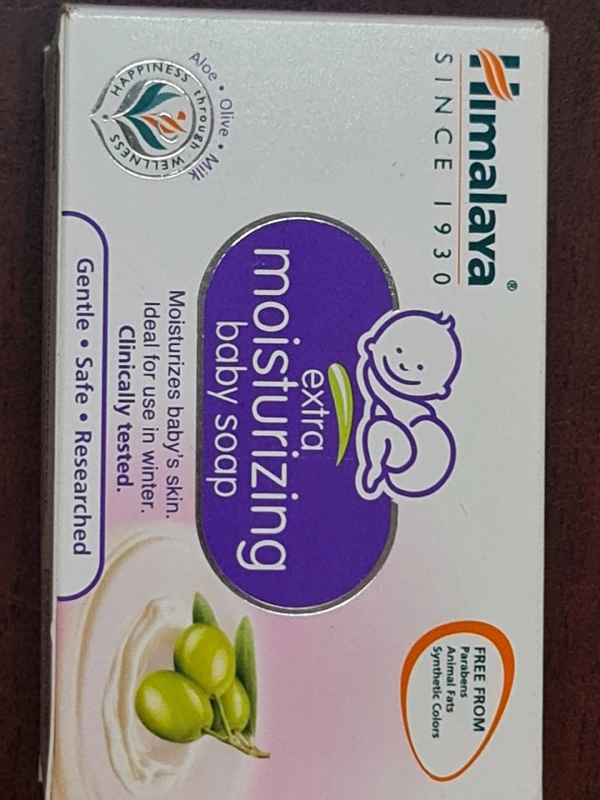 Himalaya®
SINCE 1930
FREE FROM
Parabens
Animal Fats
Synthetic Colors
extra
moisturizing
baby soap
Moisturizes baby's skin.
Ideal for use in winter.
Clinically tested.
Aloe • Olive • Milk
HAPPINESS through WELLNESS
Gentle • Safe • Researched